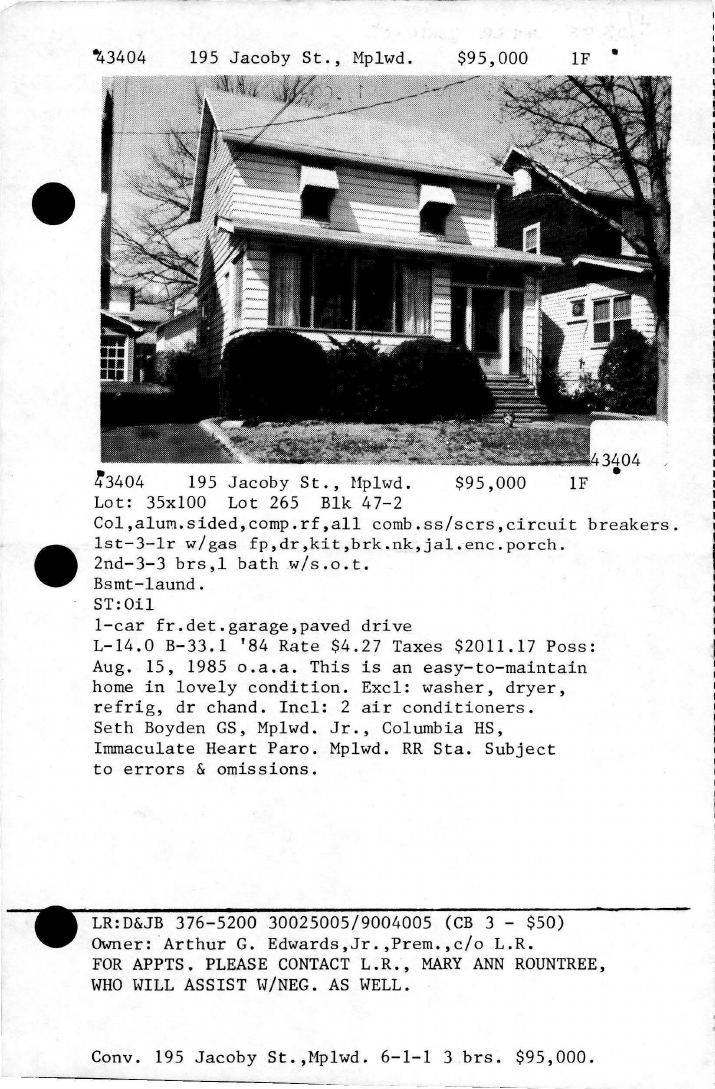 43404 195 Jacoby St., Mplwd. $95,000 1F
43404
43404 195 Jacoby St., Mplwd. $95,000 1F
Lot: 35x100 Lot 265 Blk 47-2
Col,alum.sided,comp.rf,all comb.ss/scrs,circuit breakers.
1st-3-lr w/gas fp,dr,kit,brk.nk,jal.enc.porch.
2nd-3-3 brs,1 bath w/s.o.t.
Bsmt-laund.
ST:Oil
1-car fr.det.garage,paved drive
L-14.0 B-33.1 '84 Rate $4.27 Taxes $2011.17 Poss:
Aug. 15, 1985 o.a.a. This is an easy-to-maintain
home in lovely condition. Excl: washer, dryer,
refrig, dr chand. Incl: 2 air conditioners.
Seth Boyden GS, Mplwd. Jr., Columbia HS,
Immaculate Heart Paro. Mplwd. RR Sta. Subject
to errors & omissions.
LR:D&JB 376-5200 30025005/9004005 (CB 3 - $50)
Owner: Arthur G. Edwards,Jr.,Prem.,c/o L.R.
FOR APPTS. PLEASE CONTACT L.R., MARY ANN ROUNTREE,
WHO WILL ASSIST W/NEG. AS WELL.
Conv. 195 Jacoby St.,Mplwd. 6-1-1 3 brs. $95,000.